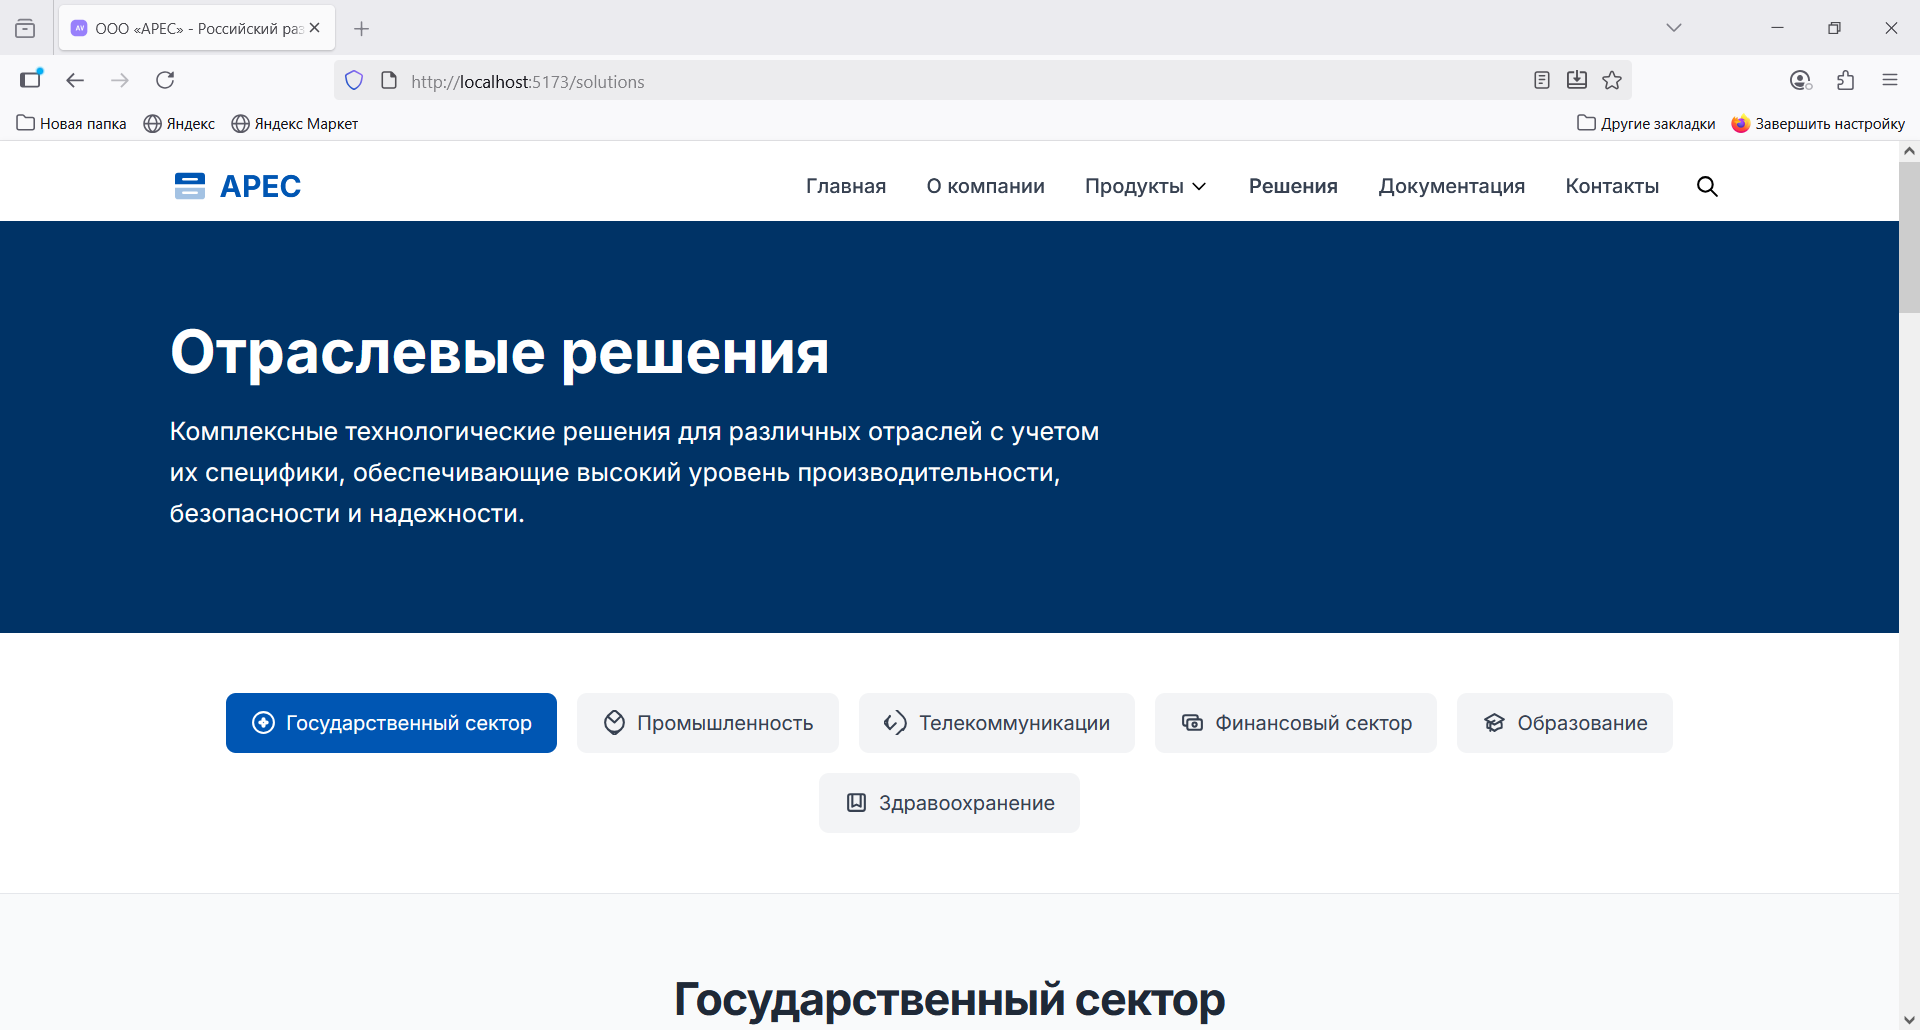 ООО «АРЕС» - Российский раз
http://localhost:5173/solutions
Новая папка
Яндекс
Яндекс Маркет
Другие закладки
Завершить настройку
АРЕС
Главная
О компании
Продукты
Решения
Документация
Контакты
Отраслевые решения
Комплексные технологические решения для различных отраслей с учетом
их специфики, обеспечивающие высокий уровень производительности,
безопасности и надежности.
Государственный сектор
Промышленность
Телекоммуникации
Финансовый сектор
Образование
Здравоохранение
Государственный сектор